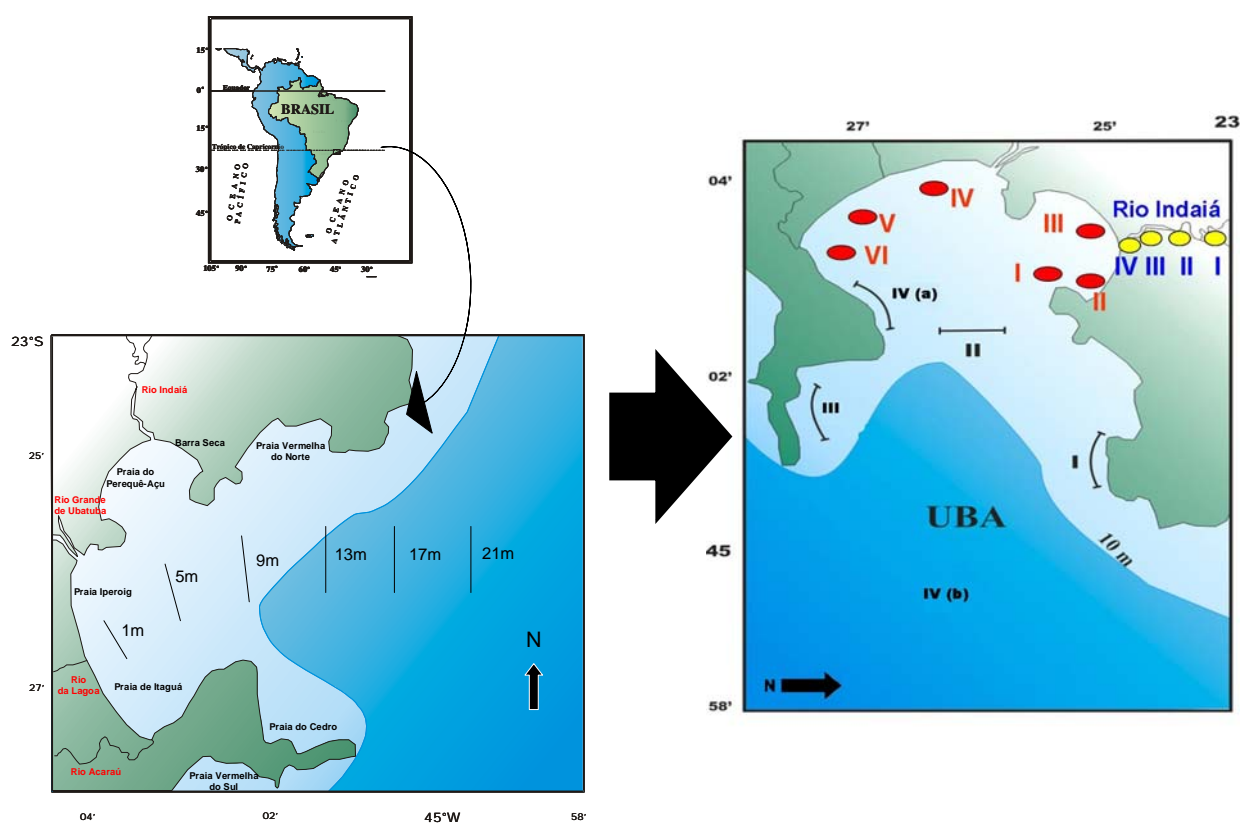 15°
Ecuador
0°
BRASIL
15°
Trópico de Capricornio
30°
OCEANO
PACÍFICO
OCEANO
ATLÂNTICO
45°
105°
90°
75°
60°
45°
30°
23°S
Rio Indaiá
Barra Seca
Praia Vermelha
do Norte
25'
Praia do
Perequê-Açu
Rio Grande
de Ubatuba
9m
13m
17m
21m
5m
Praia Iperoig
1m
N
Rio
da Lagoa
Praia de Itaguá
27'
Praia do Cedro
Rio Acaraú
Praia Vermelha
do Sul
04'
02'
45°W
58'
27'
25'
23
04'
IV
V
III
Rio Indaiá
VI
IV III II I
I
II
IV (a)
II
02'
III
I
UBA
10 m
45
IV (b)
N
58'